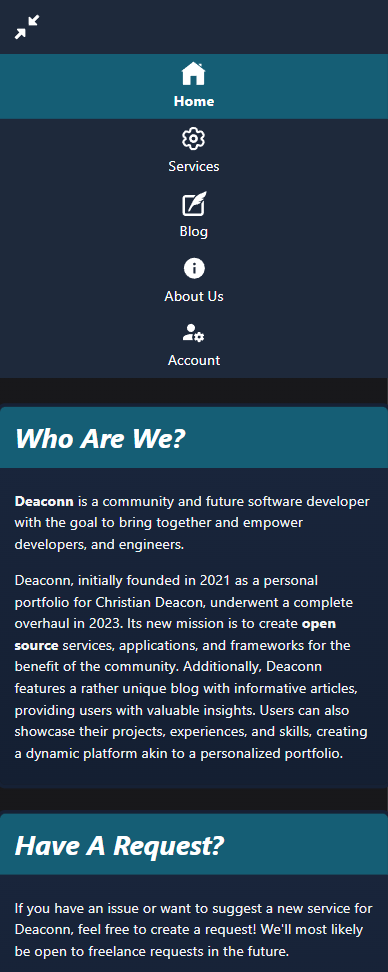 Home
Services
Blog
About Us
Account
Who Are We?
Deaconn is a community and future software developer
with the goal to bring together and empower
developers, and engineers.
Deaconn, initially founded in 2021 as a personal
portfolio for Christian Deacon, underwent a complete
overhaul in 2023. Its new mission is to create open
source services, applications, and frameworks for the
benefit of the community. Additionally, Deaconn
features a rather unique blog with informative articles,
providing users with valuable insights. Users can also
showcase their projects, experiences, and skills, creating
a dynamic platform akin to a personalized portfolio.
Have A Request?
If you have an issue or want to suggest a new service for
Deaconn, feel free to create a request! We'll most likely
be open to freelance requests in the future.